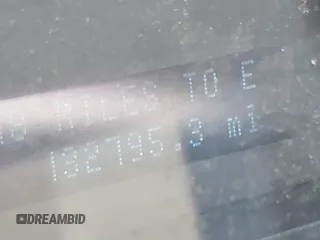 MILES TO E
192795.3 mi
DREAMBID